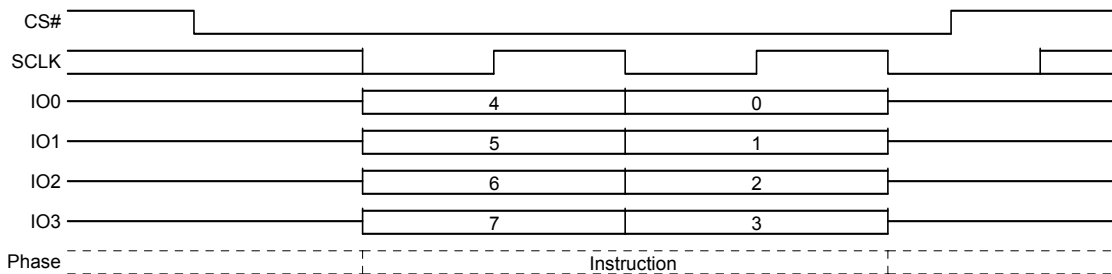 CS#
SCLK
IO0 4 0
IO1 5 1
IO2 6 2
IO3 7 3
Phase Instruction